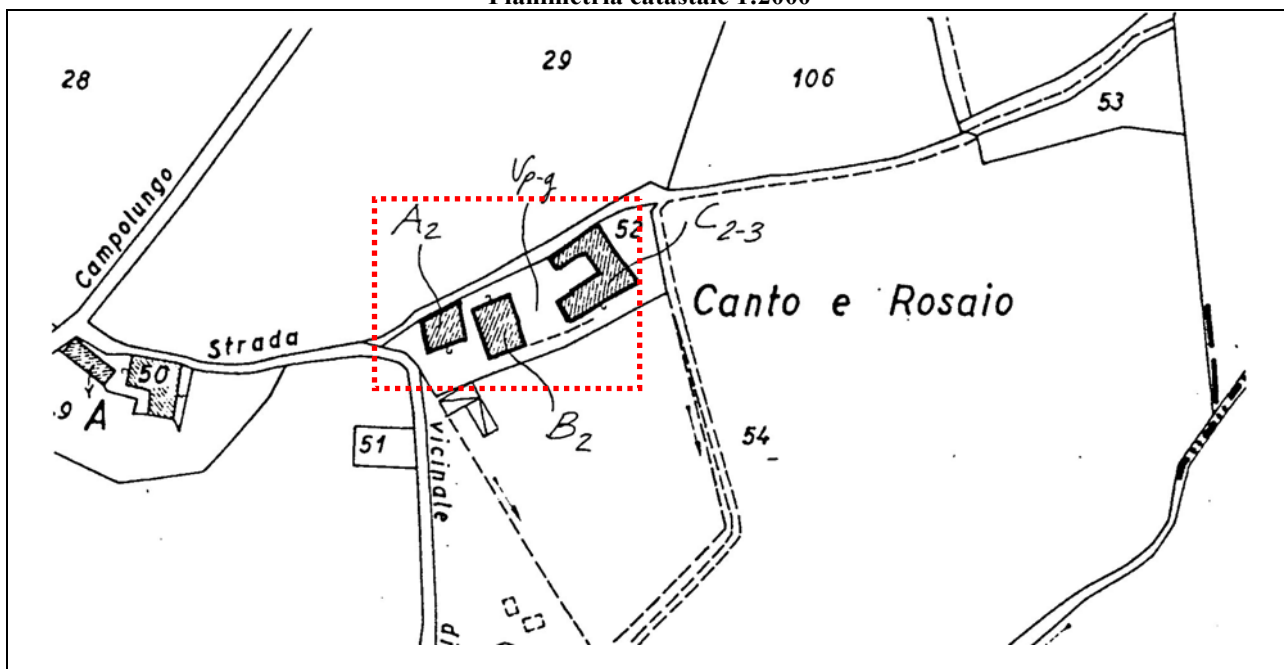 Planimetria catastale 1:2000
28
29
106
53
Campolungo
Vp-g
A2
52
C2-3
Canto e Rosaio
Strada
50
9 A
51
vicinale
B2
54
di